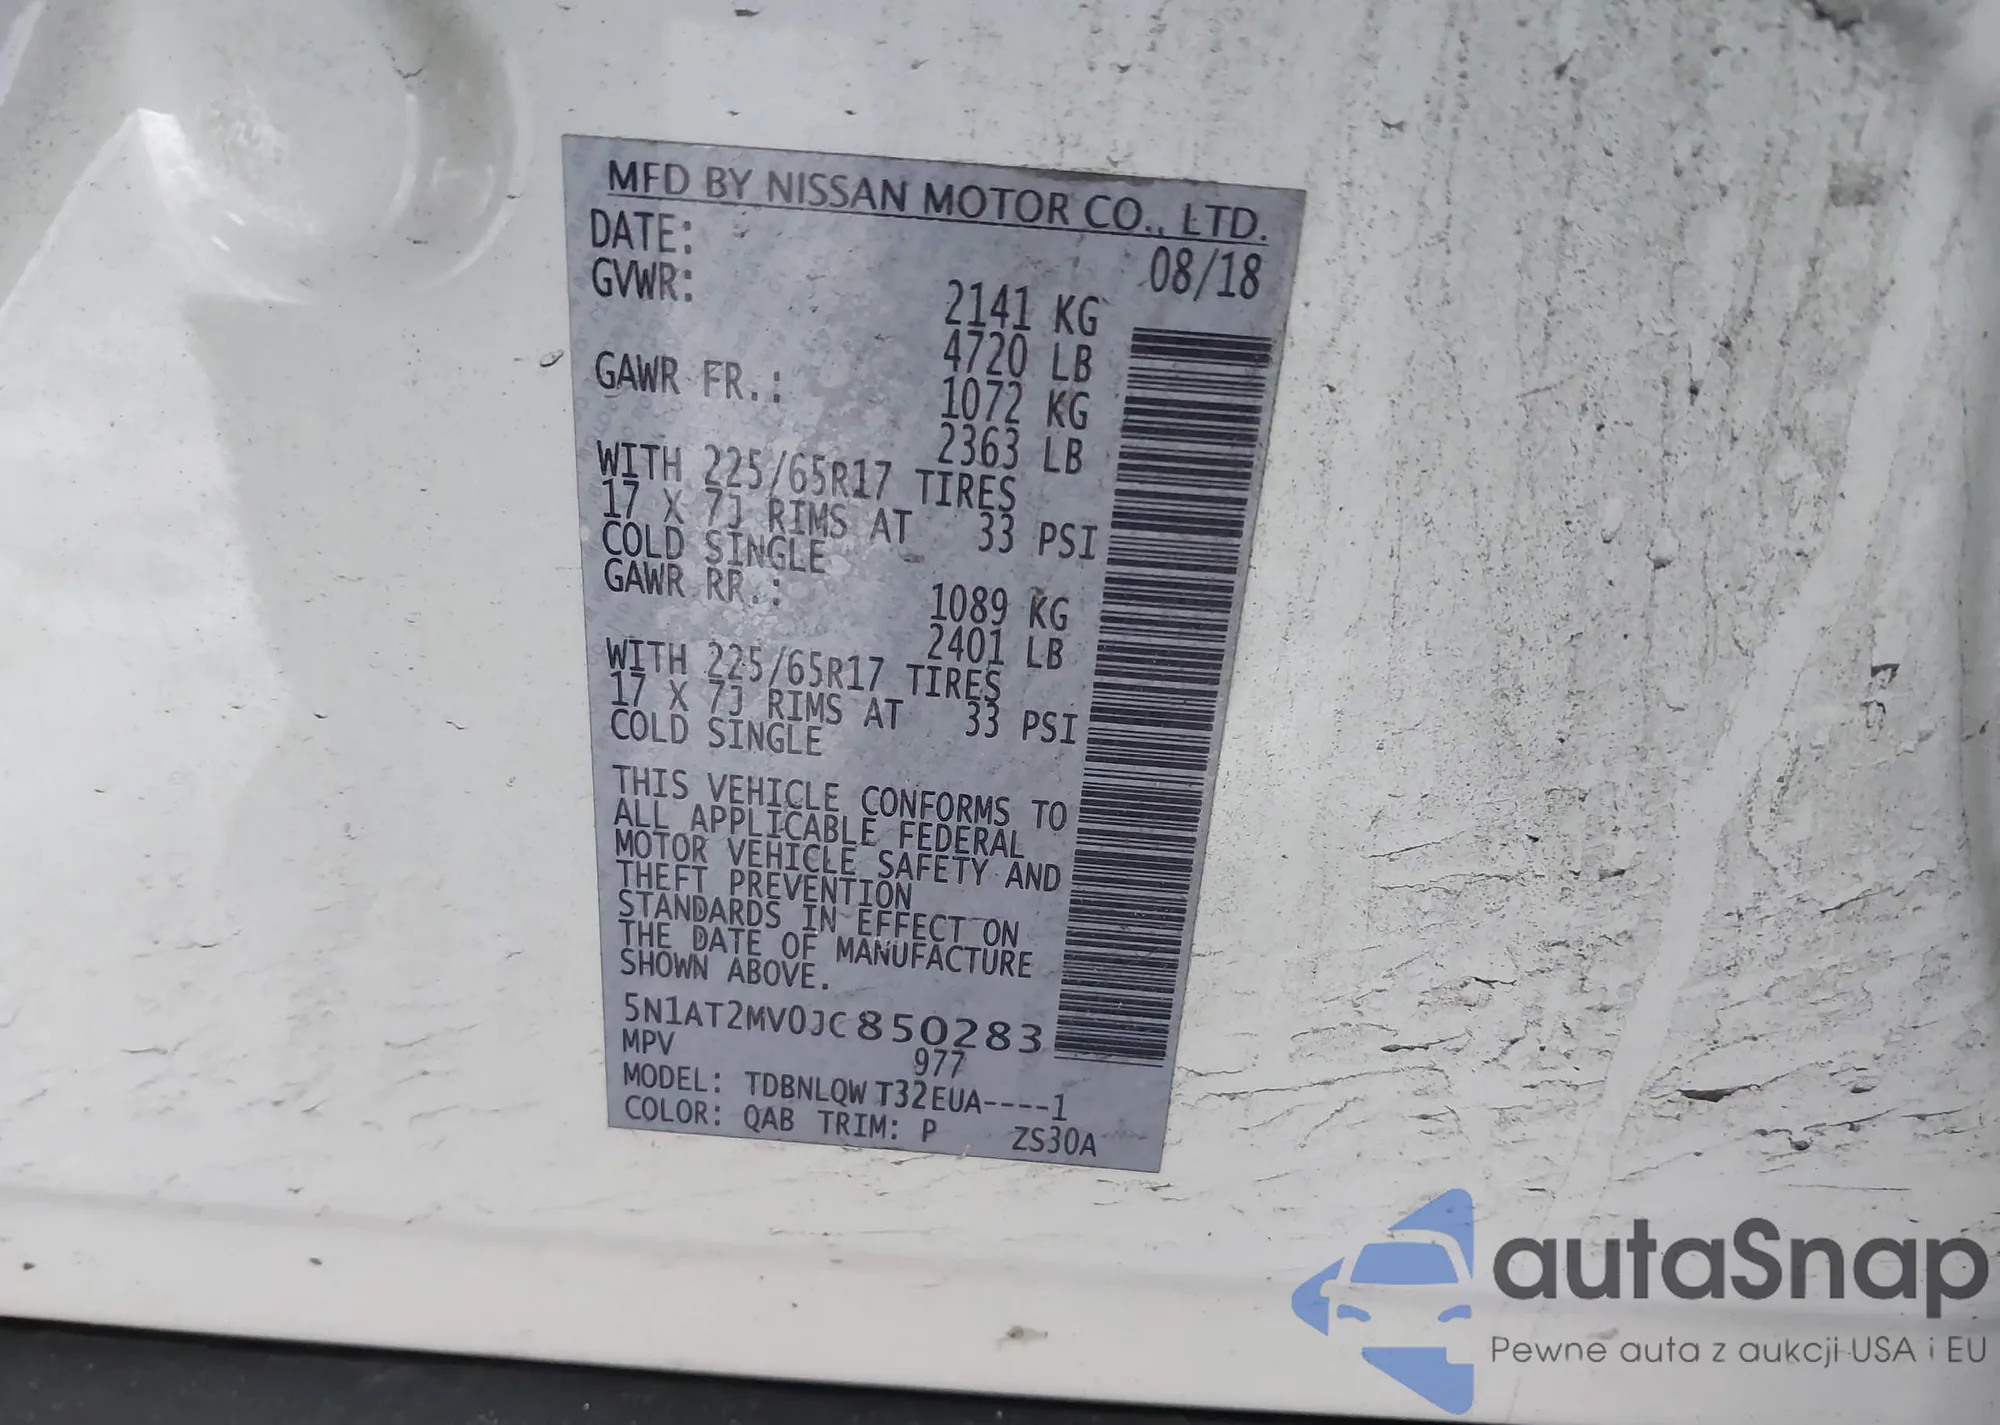 MFD BY NISSAN MOTOR CO., LTD.
DATE: 08/18
GVWR: 2141 KG
4720 LB
GAWR FR.: 1072 KG
2363 LB
WITH 225/65R17 TIRES
17 X 7J RIMS AT 33 PSI
COLD SINGLE
GAWR RR.: 1089 KG
2401 LB
WITH 225/65R17 TIRES
17 X 7J RIMS AT 33 PSI
COLD SINGLE
THIS VEHICLE CONFORMS TO
ALL APPLICABLE FEDERAL
MOTOR VEHICLE SAFETY AND
THEFT PREVENTION
STANDARDS IN EFFECT ON
THE DATE OF MANUFACTURE
SHOWN ABOVE.
5N1AT2MV0JC850283
MPV 977
MODEL: TDBNLQW T32EUA----1
COLOR: QAB TRIM: P ZS30A
autaSnap
Pewne auta z aukcji USA i EU